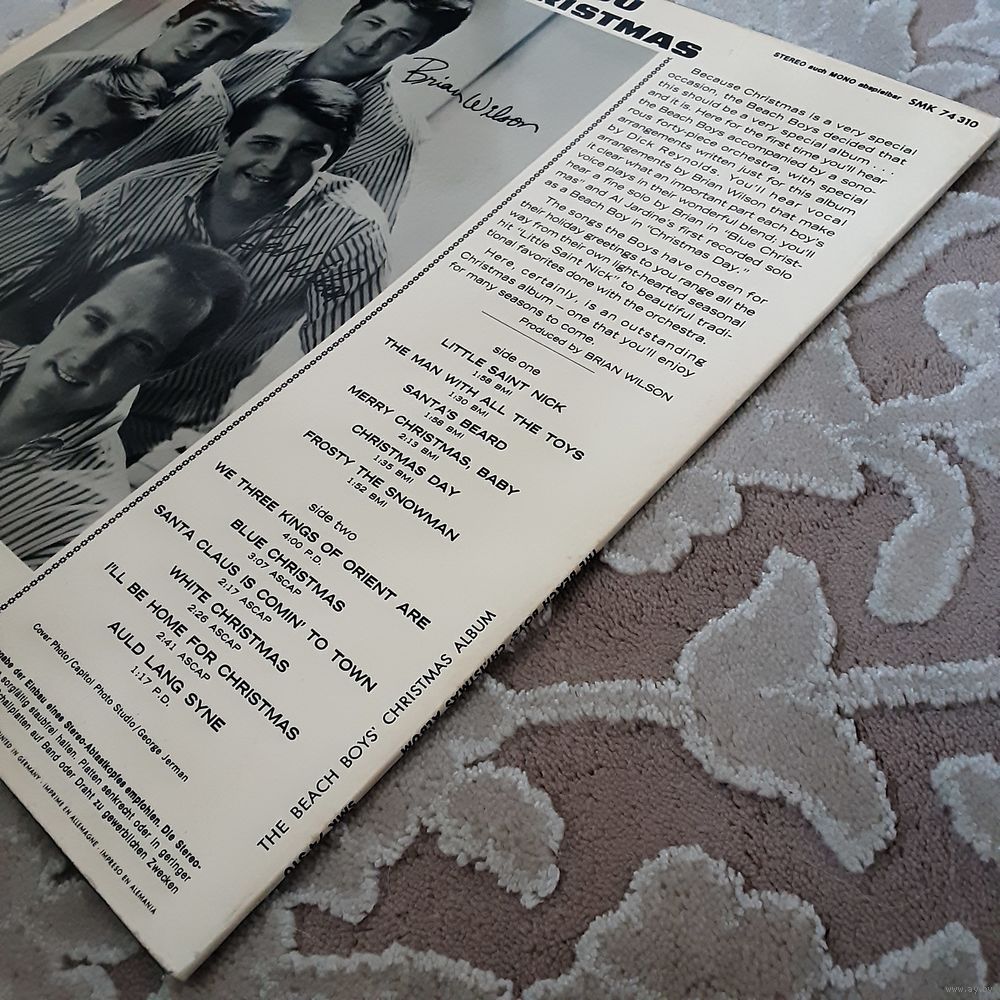 OU
RISTMAS
Brian Wilson
STEREO auch MONO abspielbar SMK 74 310
Because Christmas is a very special
occasion, the Beach Boys decided that
this should be a very special album . . .
and it is. Here for the first time you'll hear
the Beach Boys accompanied by a sono-
rous forty-piece orchestra, with special
arrangements written just for this album
by Dick Reynolds. You'll hear vocal
arrangements by Brian Wilson that make
it clear what an important part each boy's
voice plays in their wonderful blend; you'll
hear a fine solo by Brian in "Blue Christ-
mas" and Al Jardine's first recorded solo
as a Beach Boy in "Christmas Day."
The songs the Boys have chosen for
their holiday greetings to you range all the
way from their own light-hearted seasonal
hit "Little Saint Nick" to beautiful tradi-
tional favorites done with the orchestra.
Here, certainly, is an outstanding
Christmas album — one that you'll enjoy
for many seasons to come.
Produced by BRIAN WILSON
side one
LITTLE SAINT NICK
1:58 BMI
THE MAN WITH ALL THE TOYS
1:30 BMI
SANTA'S BEARD
1:58 BMI
MERRY CHRISTMAS, BABY
2:13 BMI
CHRISTMAS DAY
1:35 BMI
FROSTY THE SNOWMAN
1:52 BMI
side two
WE THREE KINGS OF ORIENT ARE
4:00 P.D.
BLUE CHRISTMAS
3:07 ASCAP
SANTA CLAUS IS COMIN' TO TOWN
2:17 ASCAP
WHITE CHRISTMAS
2:26 ASCAP
I'LL BE HOME FOR CHRISTMAS
2:41 ASCAP
AULD LANG SYNE
1:17 P.D.
Cover Photo/Capitol Photo Studio/George Jerman
THE BEACH BOYS' CHRISTMAS ALBUM
der Einbau eines Stereo-Abtastkopfes empfohlen. Die Stereo-
sorgfältig staubfrei halten. Platten senkrecht oder in geringer
Schallplatten auf Band oder Draht zu gewerblichen Zwecken
IN GERMANY · IMPRIMÉ EN ALLEMAGNE · IMPRESO EN ALEMANIA
www.ay.by